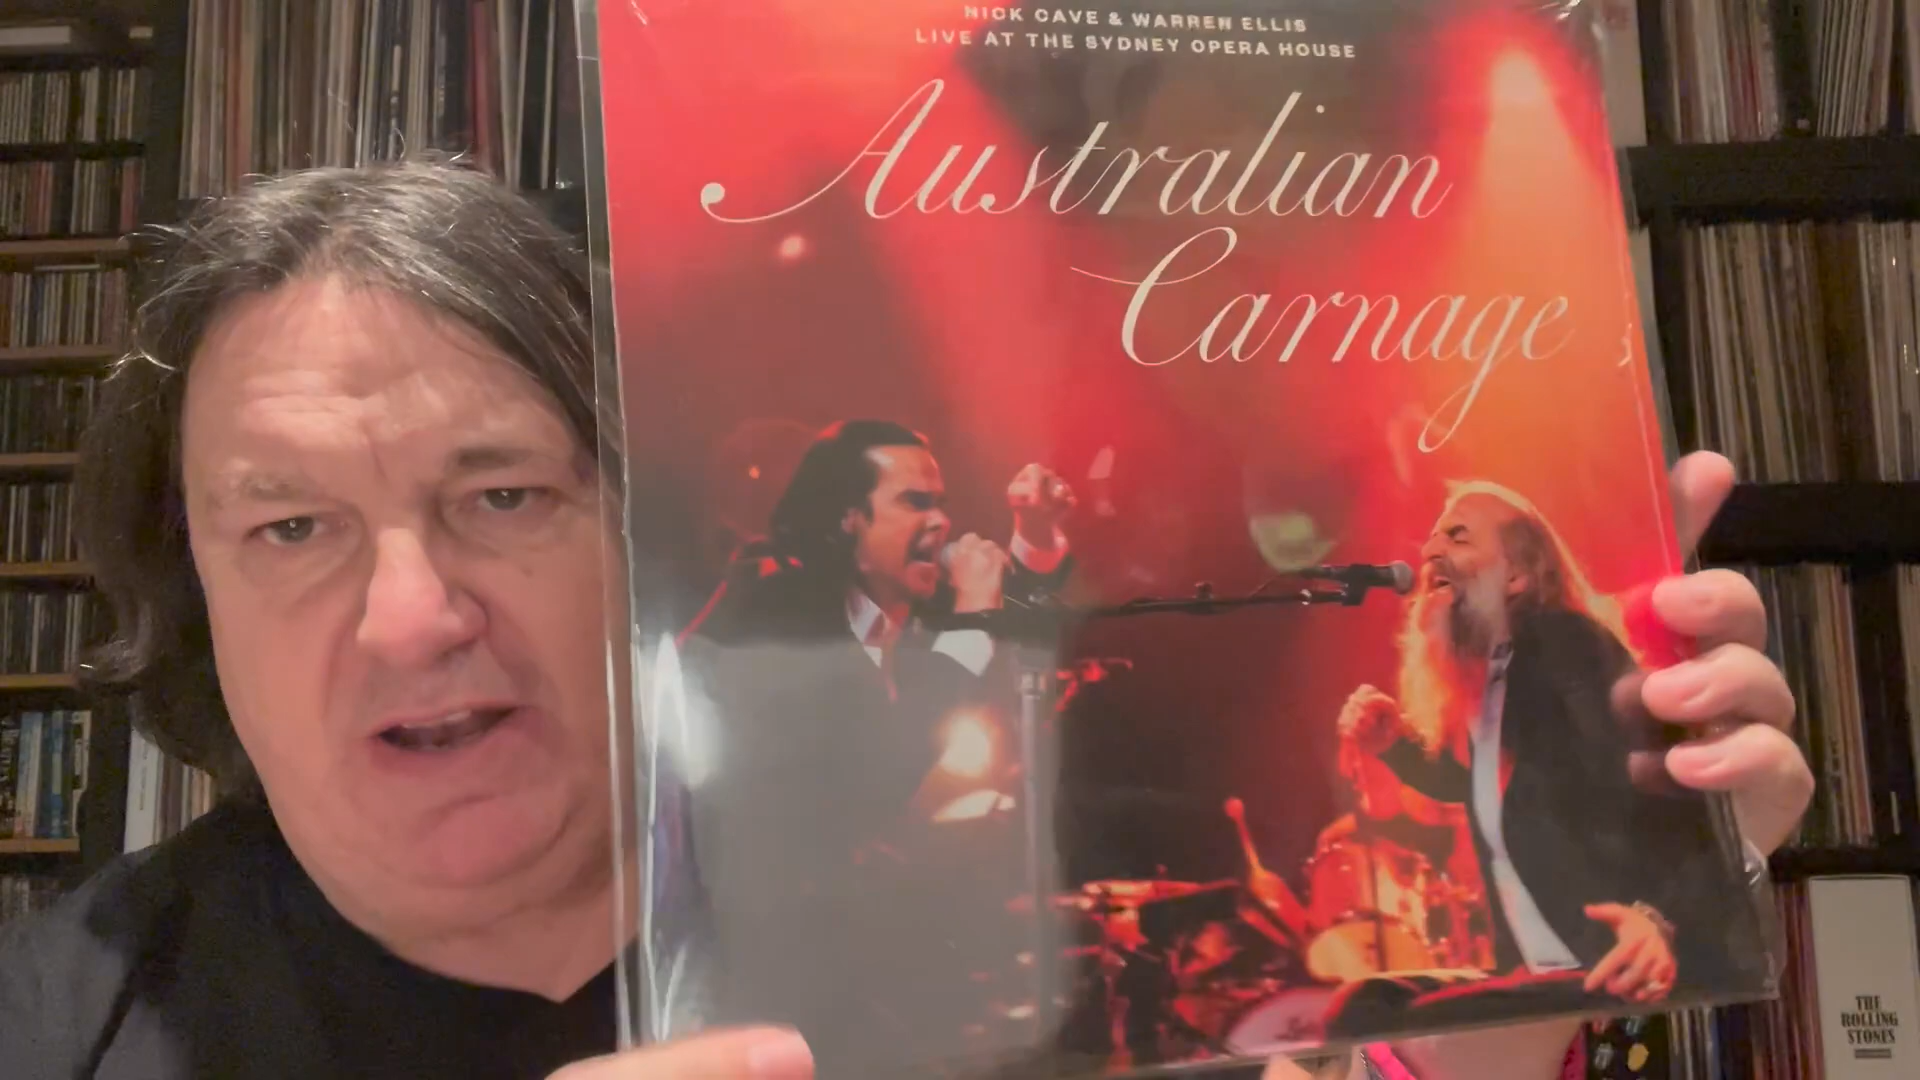 NICK CAVE & WARREN ELLIS
LIVE AT THE SYDNEY OPERA HOUSE
Australian
Carnage
THE
ROLLING
STONES